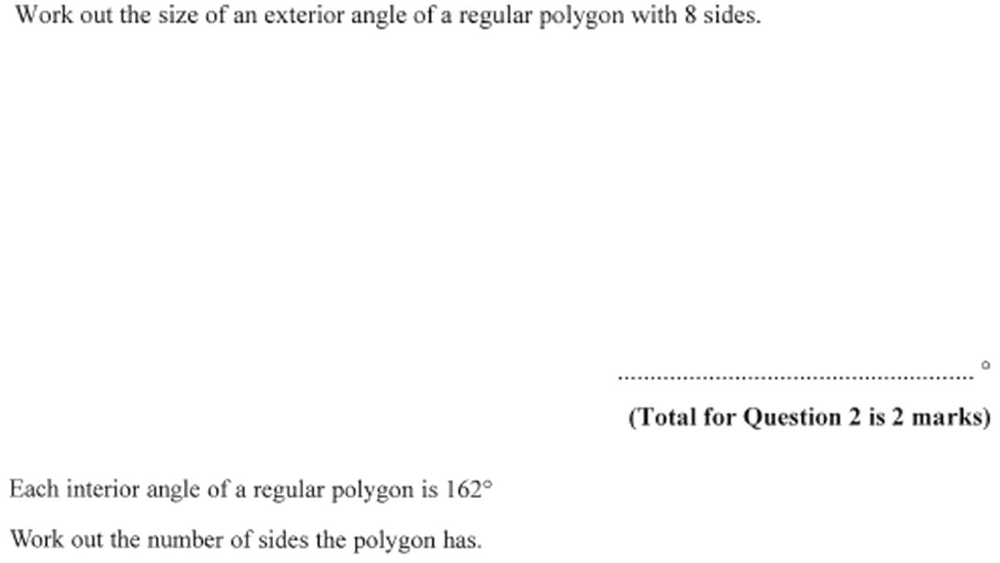 Work out the size of an exterior angle of a regular polygon with 8 sides.
.......................................................°
(Total for Question 2 is 2 marks)
Each interior angle of a regular polygon is 162°
Work out the number of sides the polygon has.